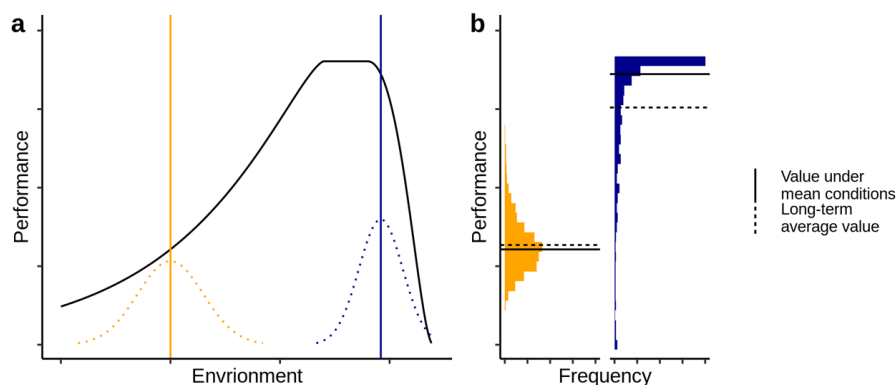 a
Performance
Envrionment
b
Performance
Frequency
Value under
mean conditions
Long-term
average value